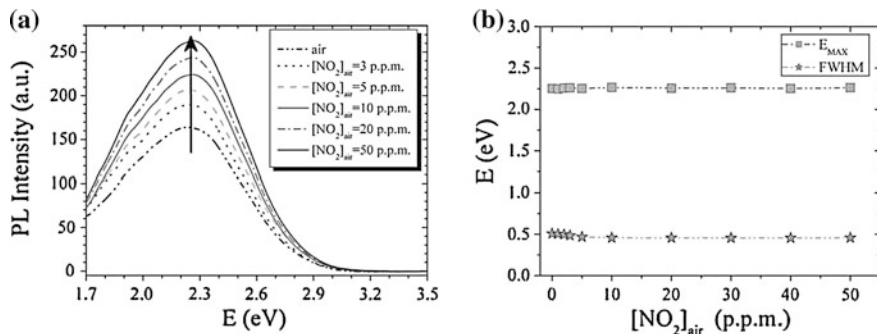 (a)
PL Intensity (a.u.)
250
200
150
100
50
0
air
[NO2]air=3 p.p.m.
[NO2]air=5 p.p.m.
[NO2]air=10 p.p.m.
[NO2]air=20 p.p.m.
[NO2]air=50 p.p.m.
1.7 2.0 2.3 2.6 2.9 3.2 3.5
E (eV)
(b)
E (eV)
3.0
2.5
2.0
1.5
1.0
0.5
0.0
EMAX
FWHM
0 10 20 30 40 50
[NO2]air (p.p.m.)